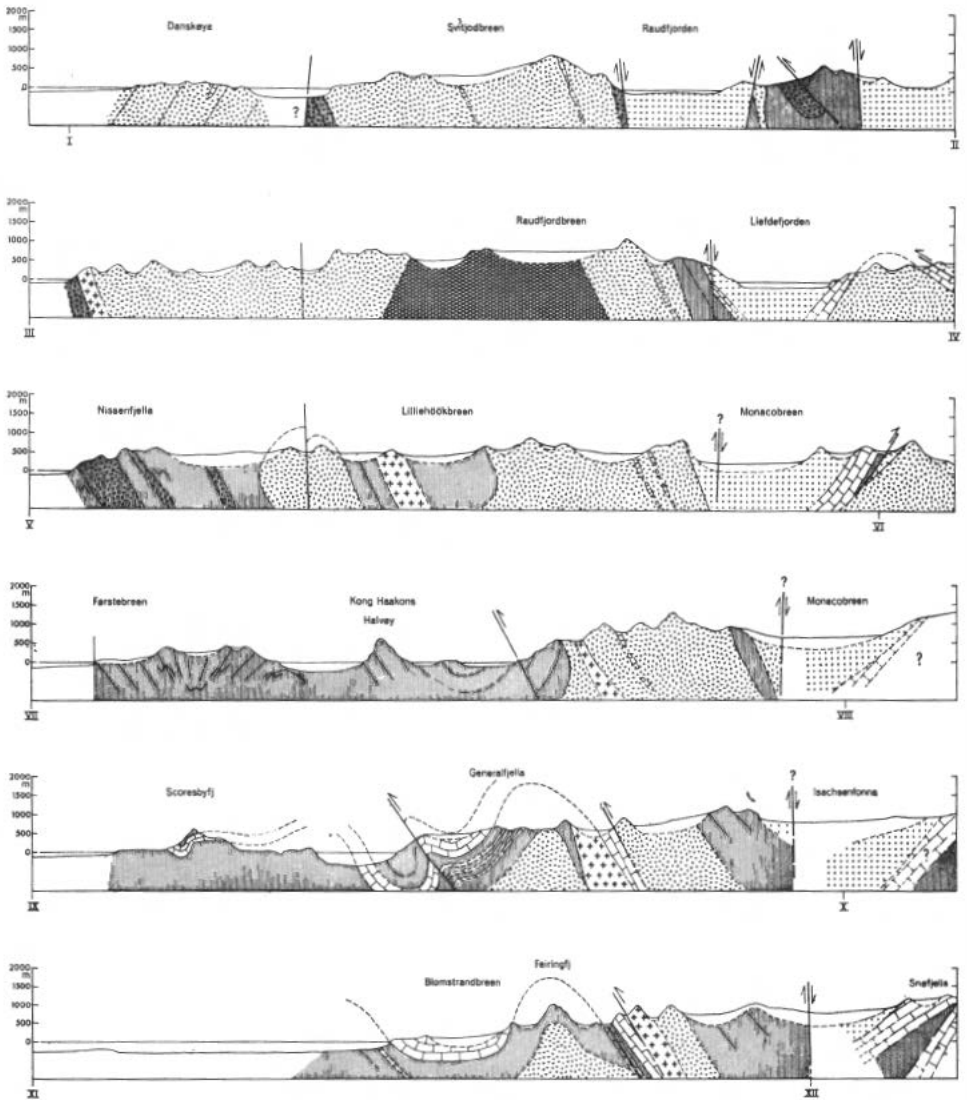 Danskøya Svitjodbreen Raudfjorden
2000
m
1500
1000
500
0
?
I II
Raudfjordbreen Liefdefjorden
2000
m
1500
1000
500
0
III IV
Nissenfjella Lilliehöökbreen Monacobreen
?
2000
m
1500
1000
500
0
V VI
Førstebreen Kong Haakons Monacobreen
Halvøy
?
2000
m
1500
1000
500
0
?
VII VIII
Scoresbyfj Generalfjella Isachsenfonna
?
2000
m
1500
1000
500
0
IX X
Blomstrandbreen Feiringfj Snøfjella
2000
m
1500
1000
500
0
XI XII